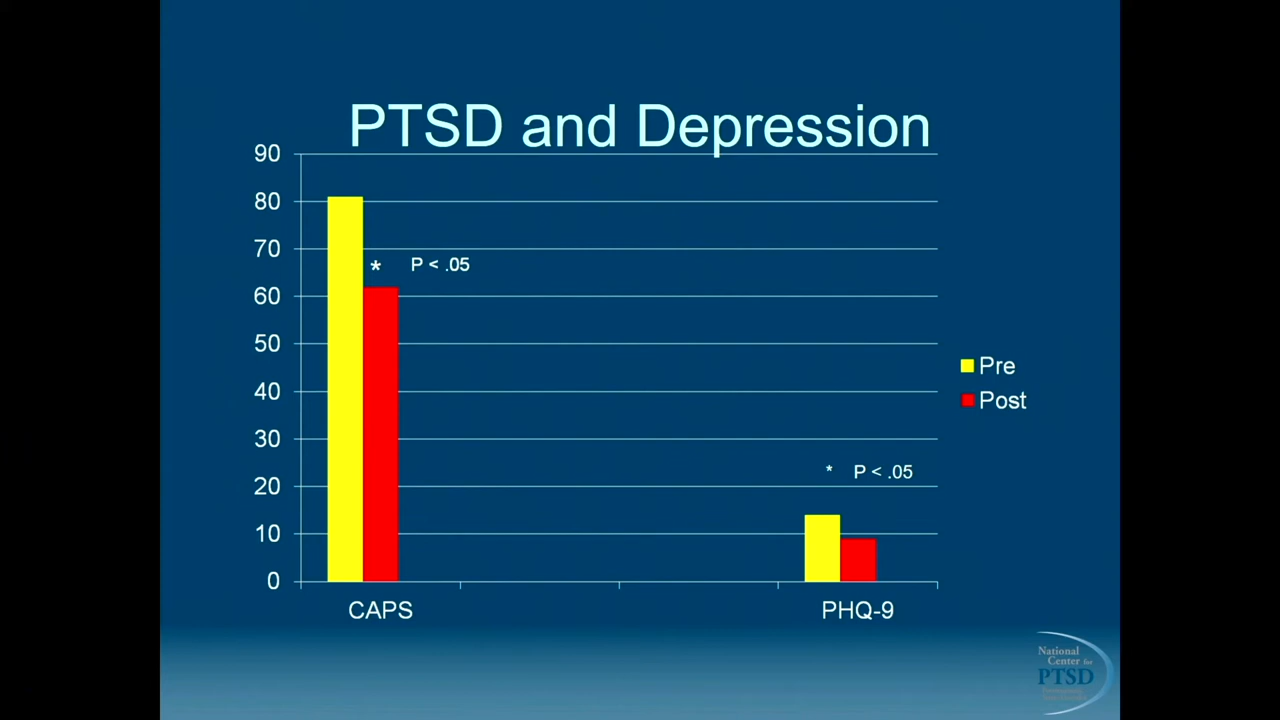 PTSD and Depression
90
80
70
60
50
40
30
20
10
0
* P < .05
* P < .05
CAPS
PHQ-9
Pre
Post
National
Center for
PTSD